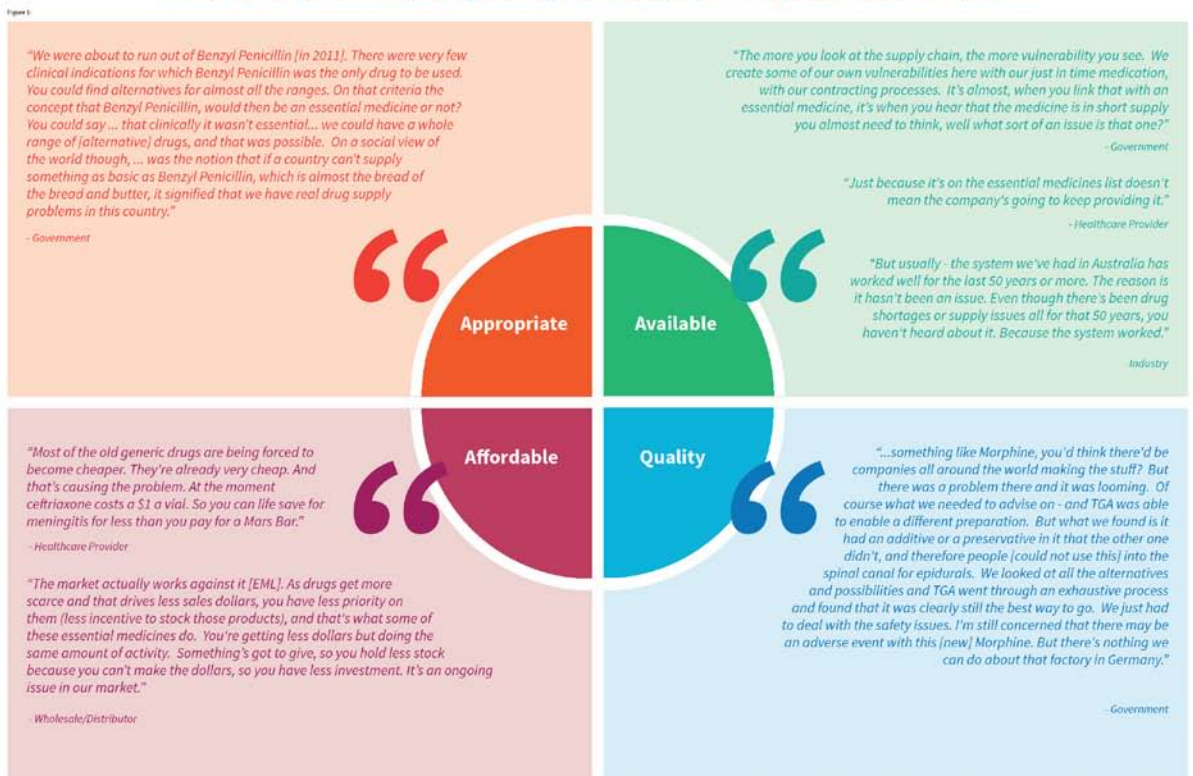 Figure 1:
“We were about to run out of Benzyl Penicillin [in 2011]. There were very few
clinical indications for which Benzyl Penicillin was the only drug to be used.
You could find alternatives for almost all the ranges. On that criteria the
concept that Benzyl Penicillin, would then be an essential medicine or not?
You could say ... that clinically it wasn't essential... we could have a whole
range of [alternative] drugs, and that was possible. On a social view of
the world though, ... was the notion that if a country can't supply
something as basic as Benzyl Penicillin, which is almost the bread of
the bread and butter, it signified that we have real drug supply
problems in this country.”
- Government
“The more you look at the supply chain, the more vulnerability you see. We
create some of our own vulnerabilities here with our just in time medication,
with our contracting processes. It's almost, when you link that with an
essential medicine, it's when you hear that the medicine is in short supply
you almost need to think, well what sort of an issue is that one?”
- Government
“Just because it's on the essential medicines list doesn't
mean the company's going to keep providing it.”
- Healthcare Provider
“But usually - the system we've had in Australia has
worked well for the last 50 years or more. The reason is
it hasn't been an issue. Even though there's been drug
shortages or supply issues all for that 50 years, you
haven't heard about it. Because the system worked.”
-Industry
“
“
Appropriate
Available
“Most of the old generic drugs are being forced to
become cheaper. They're already very cheap. And
that's causing the problem. At the moment
ceftriaxone costs a $1 a vial. So you can life save for
meningitis for less than you pay for a Mars Bar.”
- Healthcare Provider
“The market actually works against it [EML]. As drugs get more
scarce and that drives less sales dollars, you have less priority on
them (less incentive to stock those products), and that's what some of
these essential medicines do. You're getting less dollars but doing the
same amount of activity. Something's got to give, so you hold less stock
because you can't make the dollars, so you have less investment. It's an ongoing
issue in our market.”
- Wholesale/Distributor
Affordable
Quality
“
“
“...something like Morphine, you'd think there'd be
companies all around the world making the stuff? But
there was a problem there and it was looming. Of
course what we needed to advise on - and TGA was able
to enable a different preparation. But what we found is it
had an additive or a preservative in it that the other one
didn't, and therefore people [could not use this] into the
spinal canal for epidurals. We looked at all the alternatives
and possibilities and TGA went through an exhaustive process
and found that it was clearly still the best way to go. We just had
to deal with the safety issues. I'm still concerned that there may be
an adverse event with this [new] Morphine. But there's nothing we
can do about that factory in Germany.”
- Government